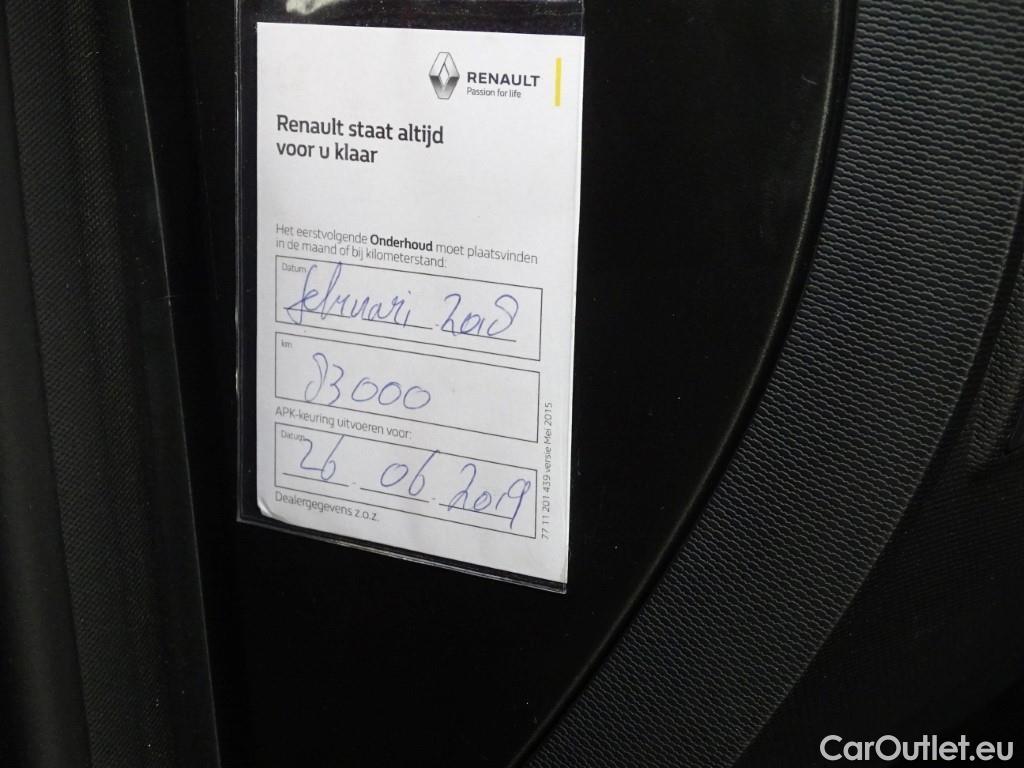 RENAULT
Passion for life
Renault staat altijd
voor u klaar
Het eerstvolgende Onderhoud moet plaatsvinden
in de maand of bij kilometerstand:
Datum
februari 2018
km
83000
APK-keuring uitvoeren voor:
Datum
26 06 2019
Dealergegevens z.o.z.
77 11 201 439 versie Mei 2015
CarOutlet.eu